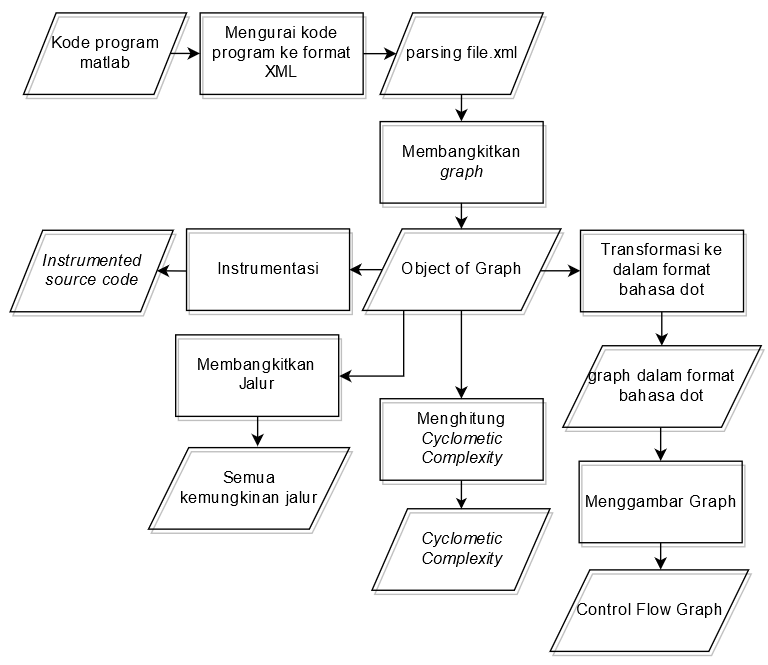 Kode program
matlab
Mengurai kode
program ke format
XML
parsing file.xml
Membangkitkan
graph
Instrumented
source code
Instrumentasi
Object of Graph
Transformasi ke
dalam format
bahasa dot
Membangkitkan
Jalur
graph dalam format
bahasa dot
Menghitung
Cyclometic
Complexity
Semua
kemungkinan jalur
Menggambar Graph
Cyclometic
Complexity
Control Flow Graph